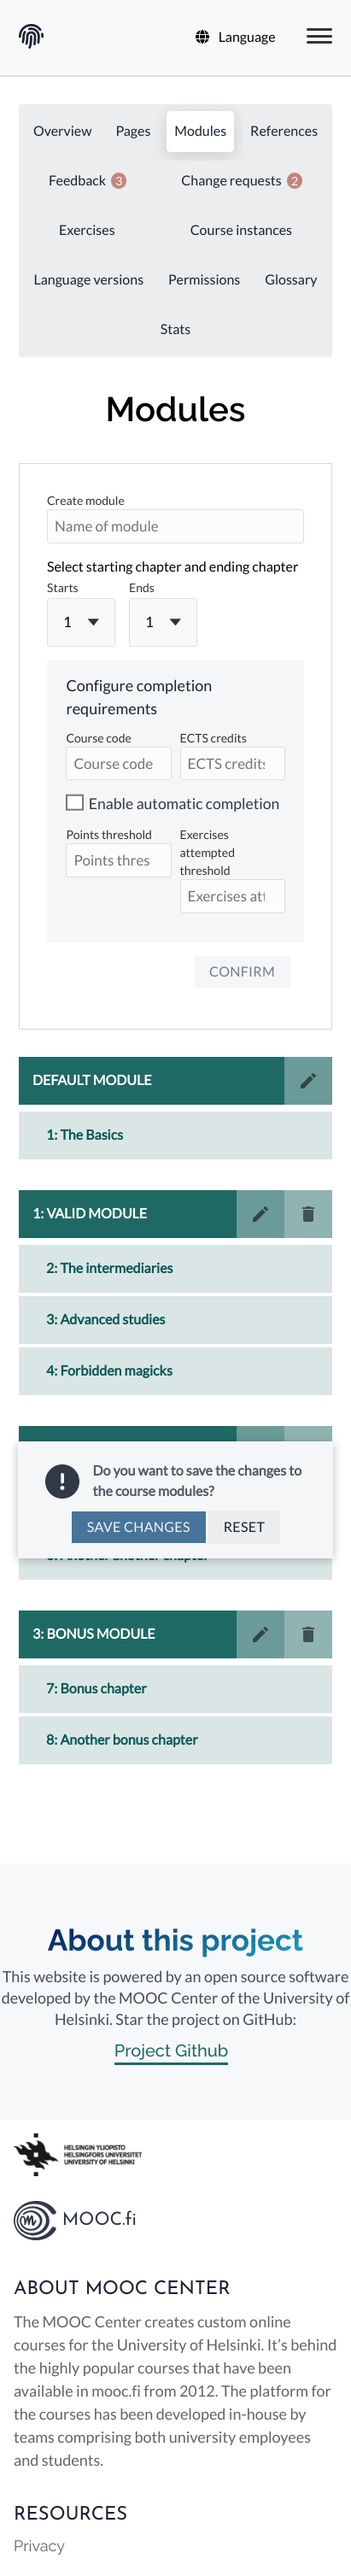 Language
Overview
Pages
Modules
References
Feedback 3
Change requests 2
Exercises
Course instances
Language versions
Permissions
Glossary
Stats
Modules
Create module
Name of module
Select starting chapter and ending chapter
Starts
Ends
1
1
Configure completion
requirements
Course code
ECTS credits
Course code
ECTS credits
Enable automatic completion
Points threshold
Exercises
attempted
threshold
Points thres
Exercises att
CONFIRM
DEFAULT MODULE
1: The Basics
1: VALID MODULE
2: The intermediaries
3: Advanced studies
4: Forbidden magicks
Do you want to save the changes to
the course modules?
SAVE CHANGES
RESET
3: BONUS MODULE
7: Bonus chapter
8: Another bonus chapter
About this project
This website is powered by an open source software
developed by the MOOC Center of the University of
Helsinki. Star the project on GitHub:
Project Github
HELSINGIN YLIOPISTO
HELSINGFORS UNIVERSITET
UNIVERSITY OF HELSINKI
MOOC.fi
ABOUT MOOC CENTER
The MOOC Center creates custom online
courses for the University of Helsinki. It's behind
the highly popular courses that have been
available in mooc.fi from 2012. The platform for
the courses has been developed in-house by
teams comprising both university employees
and students.
RESOURCES
Privacy